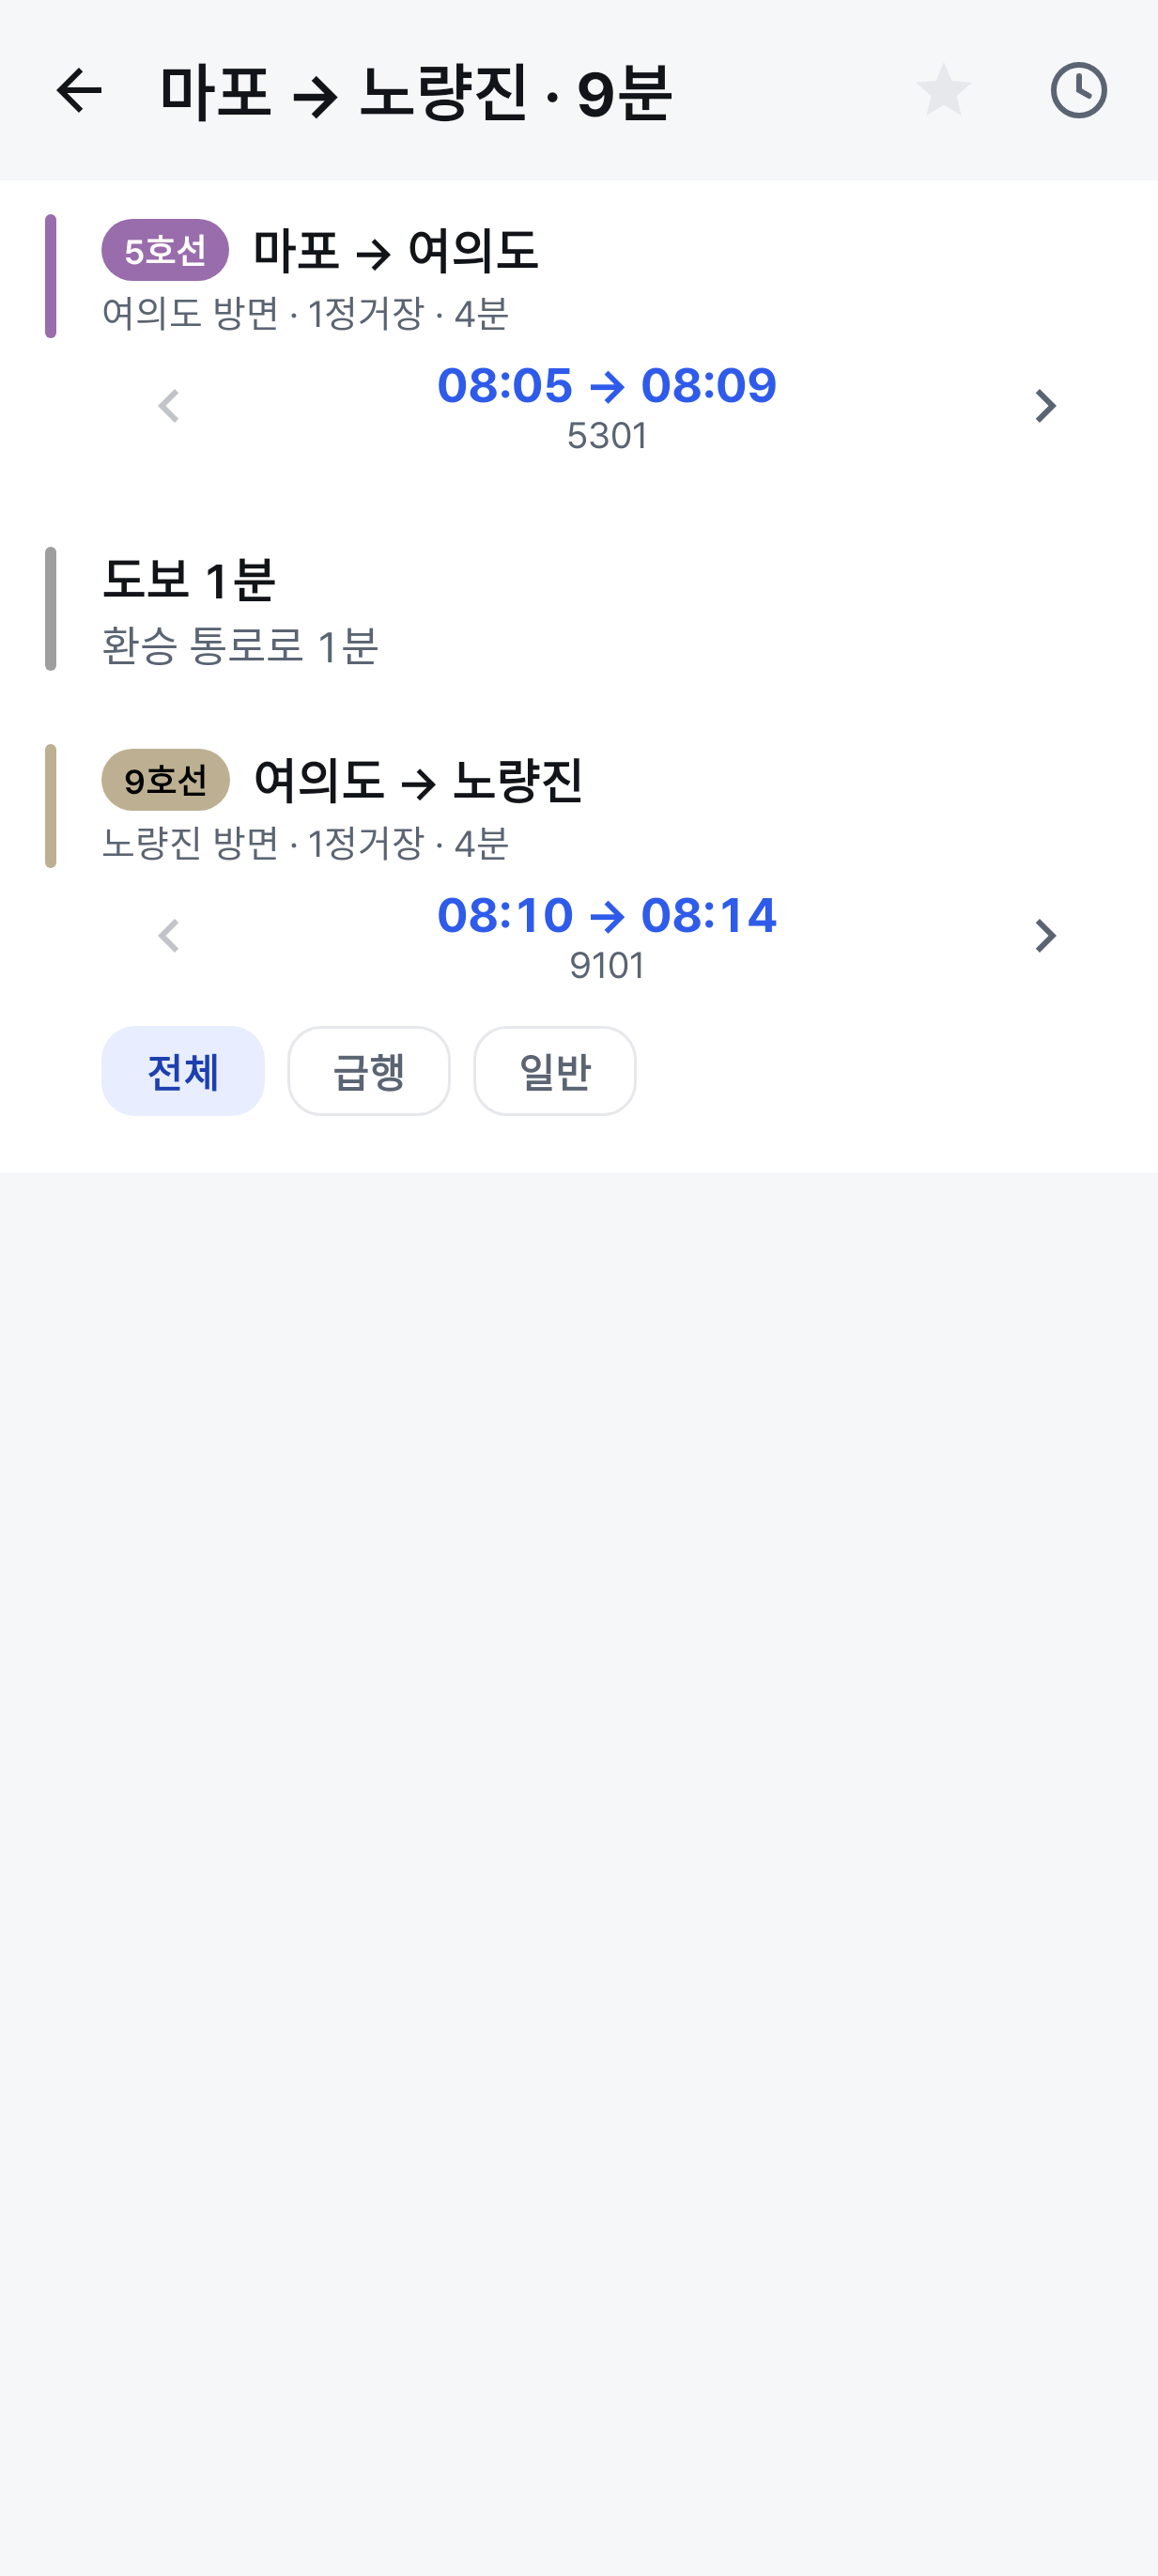 마포 → 노량진 · 9분
5호선 마포 → 여의도
여의도 방면 · 1정거장 · 4분
08:05 → 08:09
5301
도보 1분
환승 통로로 1분
9호선 여의도 → 노량진
노량진 방면 · 1정거장 · 4분
08:10 → 08:14
9101
전체 급행 일반